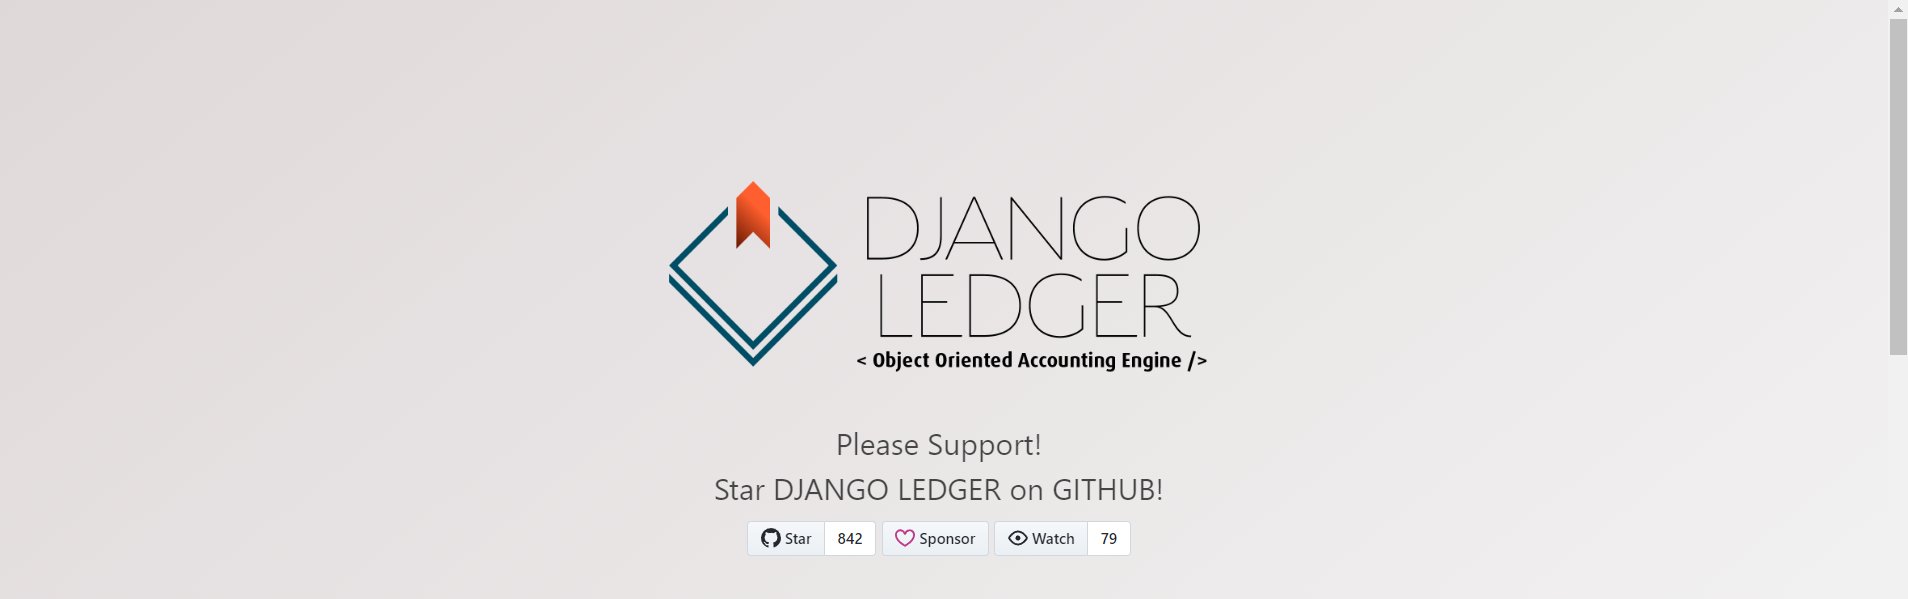 DJANGO
LEDGER
< Object Oriented Accounting Engine />
Please Support!
Star DJANGO LEDGER on GITHUB!
Star 842 Sponsor Watch 79